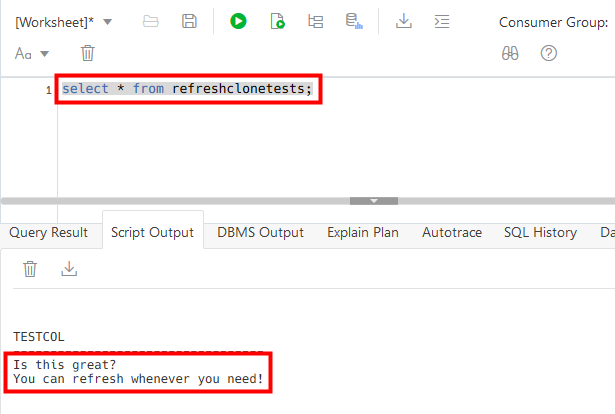 [Worksheet]*
Consumer Group:
Aa
1 select * from refreshclonetests;
Query Result Script Output DBMS Output Explain Plan Autotrace SQL History Da
TESTCOL
--------------------------------
Is this great?
You can refresh whenever you need!